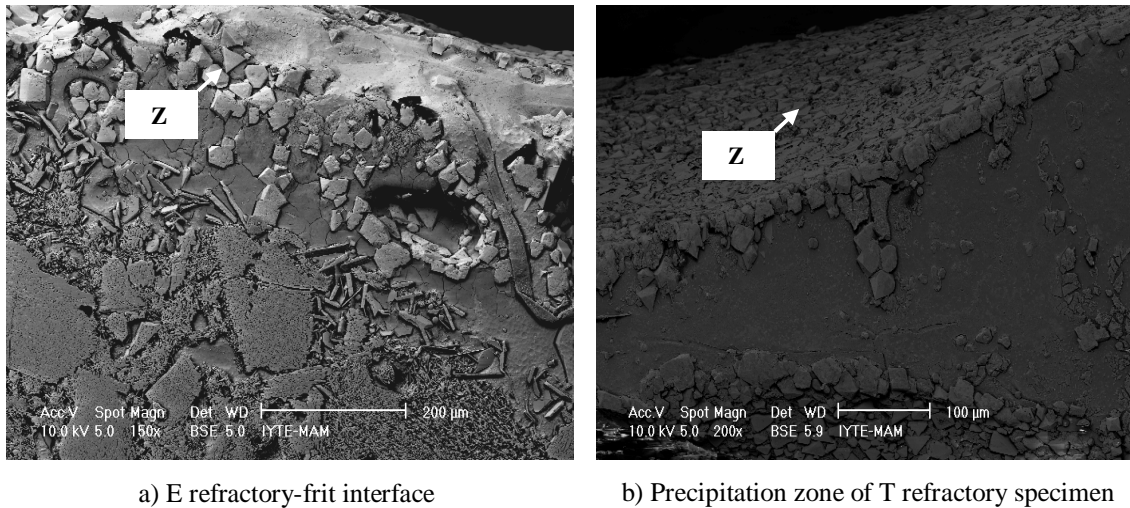 Z
Acc.V Spot Magn Det WD 200 µm
10.0 kV 5.0 150x BSE 5.0 IYTE-MAM
a) E refractory-frit interface
Z
Acc.V Spot Magn Det WD 100 µm
10.0 kV 5.0 200x BSE 5.9 IYTE-MAM
b) Precipitation zone of T refractory specimen